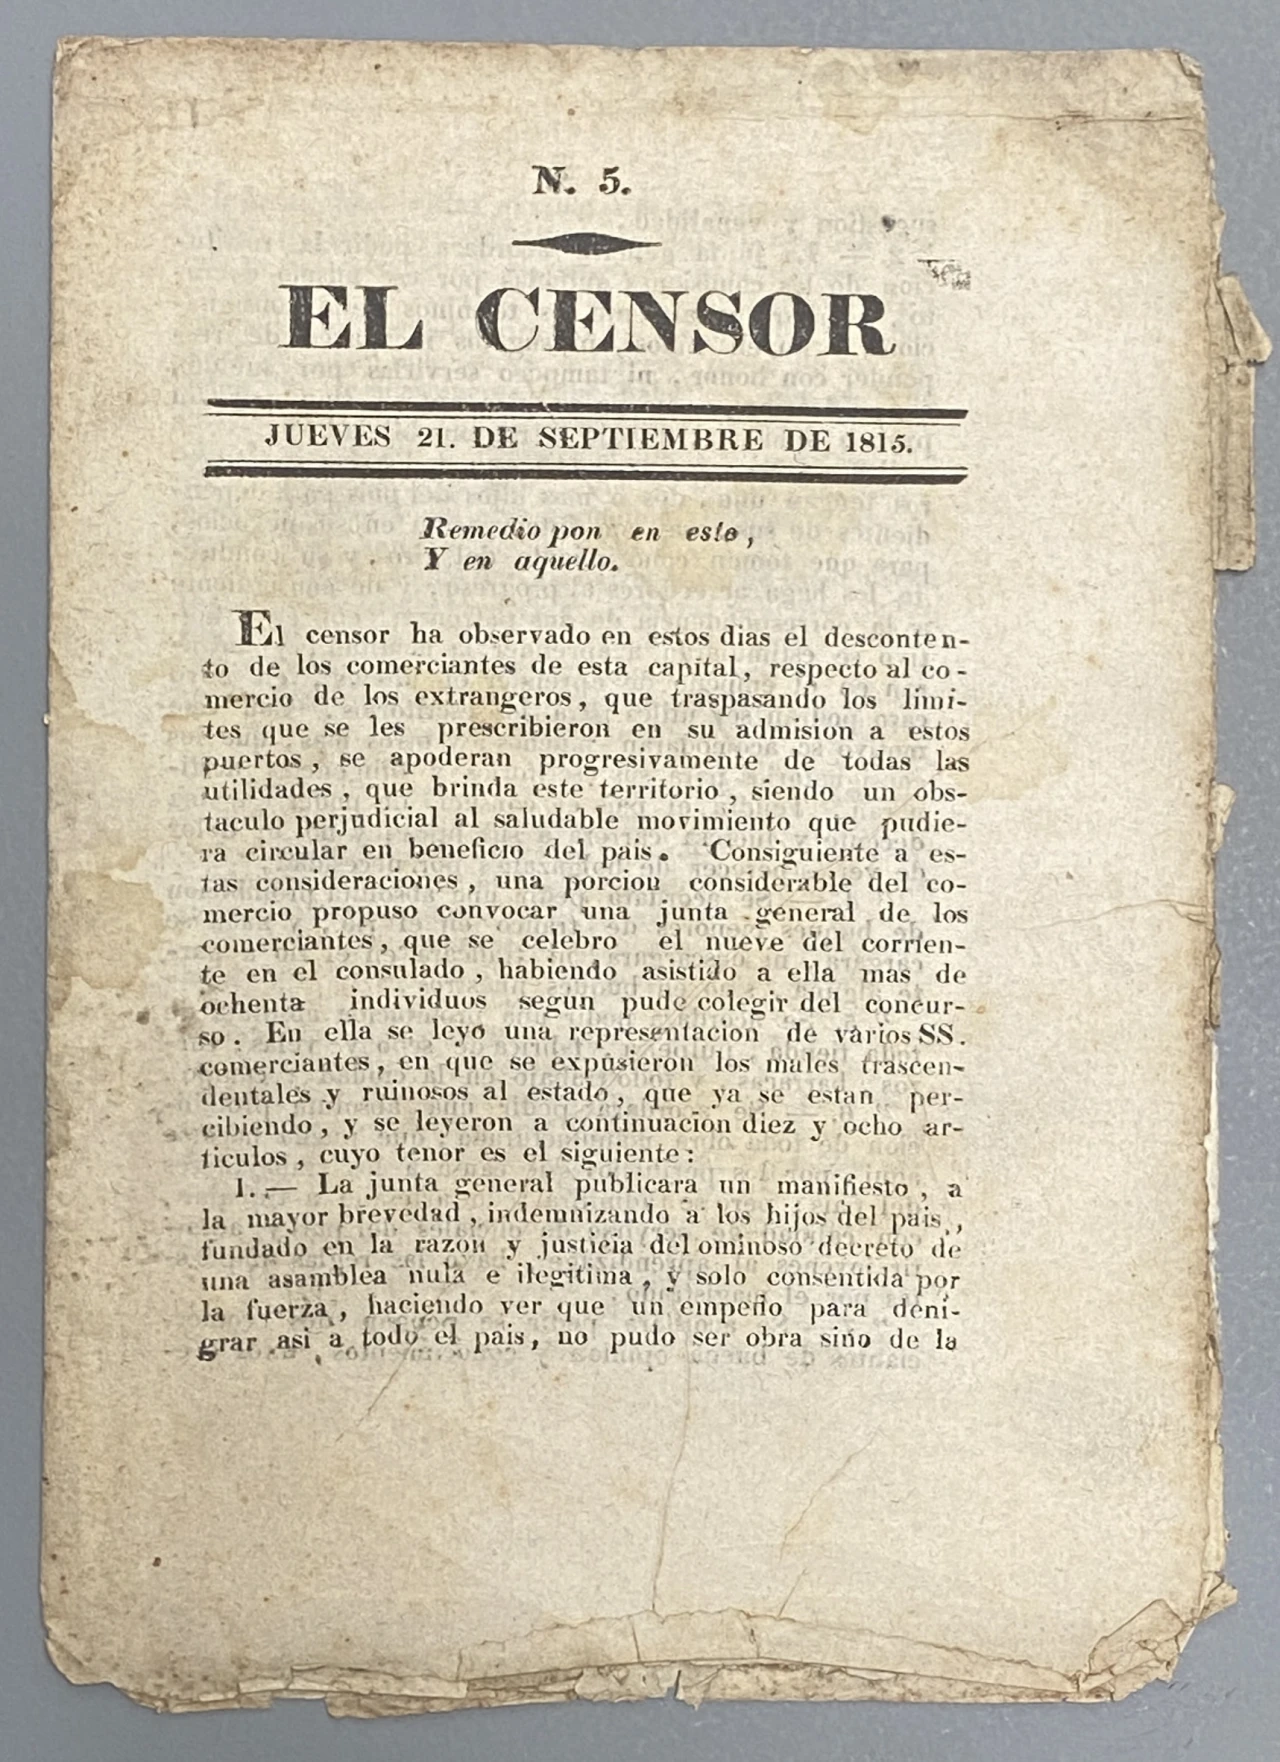 N. 5.
EL CENSOR
JUEVES 21. DE SEPTIEMBRE DE 1815.
Remedio pon en esto,
Y en aquello.
El censor ha observado en estos dias el desconten-
to de los comerciantes de esta capital, respecto al co-
mercio de los extrangeros, que traspasando los limi-
tes que se les prescribieron en su admision a estos
puertos, se apoderan progresivamente de todas las
utilidades, que brinda este territorio, siendo un obs-
taculo perjudicial al saludable movimiento que pudie-
ra circular en beneficio del pais. Consiguiente a es-
tas consideraciones, una porcion considerable del co-
mercio propuso convocar una junta general de los
comerciantes, que se celebro el nueve del corrien-
te en el consulado, habiendo asistido a ella mas de
ochenta individuos segun pude colegir del concur-
so. En ella se leyo una representacion de varios SS.
comerciantes, en que se expusieron los males trascen-
dentales y ruinosos al estado, que ya se estan per-
cibiendo, y se leyeron a continuacion diez y ocho ar-
ticulos, cuyo tenor es el siguiente:
1. — La junta general publicara un manifiesto, a
la mayor brevedad, indemnizando a los hijos del pais,
fundado en la razon y justicia del ominoso decreto de
una asamblea nula e ilegitima, y solo consentida por
la fuerza, haciendo ver que un empeño para deni-
grar asi a todo el pais, no pudo ser obra sino de la